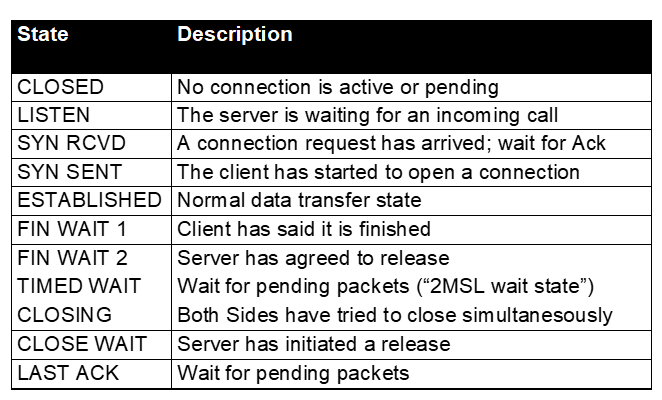 State Description
CLOSED No connection is active or pending
LISTEN The server is waiting for an incoming call
SYN RCVD A connection request has arrived; wait for Ack
SYN SENT The client has started to open a connection
ESTABLISHED Normal data transfer state
FIN WAIT 1 Client has said it is finished
FIN WAIT 2 Server has agreed to release
TIMED WAIT Wait for pending packets (“2MSL wait state”)
CLOSING Both Sides have tried to close simultanesously
CLOSE WAIT Server has initiated a release
LAST ACK Wait for pending packets